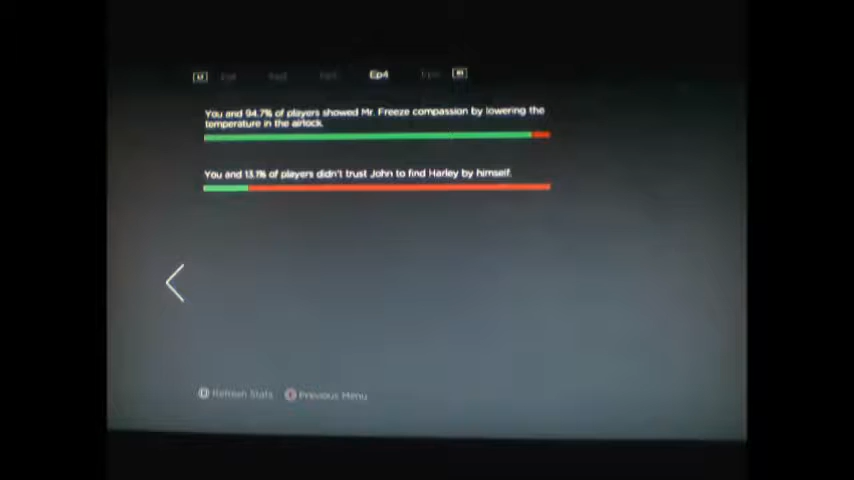 Ep4
You and 94.7% of players showed Mr. Freeze compassion by lowering the
temperature in the airlock.
You and 13.1% of players didn't trust John to find Harley by himself.
Refresh Stats Previous Menu